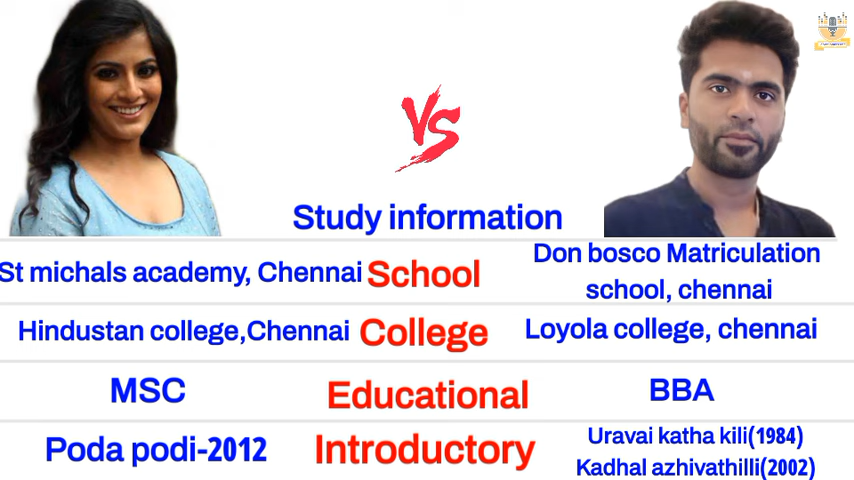 VS
Study information
St michals academy, Chennai School Don bosco Matriculation
school, chennai
Hindustan college,Chennai College Loyola college, chennai
MSC Educational BBA
Poda podi-2012 Introductory Uravai katha kili(1984)
Kadhal azhivathilli(2002)